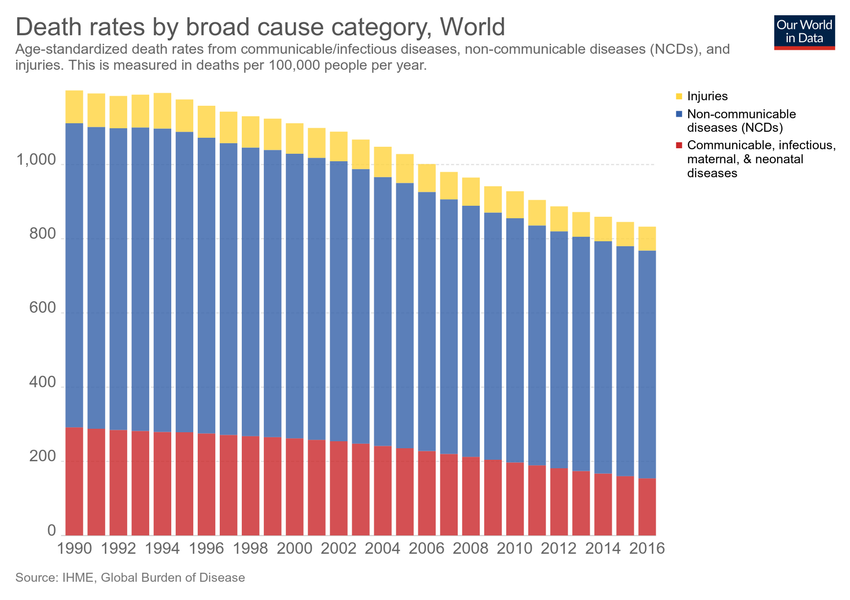 Death rates by broad cause category, World
Our World
in Data
Age-standardized death rates from communicable/infectious diseases, non-communicable diseases (NCDs), and
injuries. This is measured in deaths per 100,000 people per year.
Injuries
Non-communicable
diseases (NCDs)
Communicable, infectious,
maternal, & neonatal
diseases
1,000
800
600
400
200
0
1990 1992 1994 1996 1998 2000 2002 2004 2006 2008 2010 2012 2014 2016
Source: IHME, Global Burden of Disease